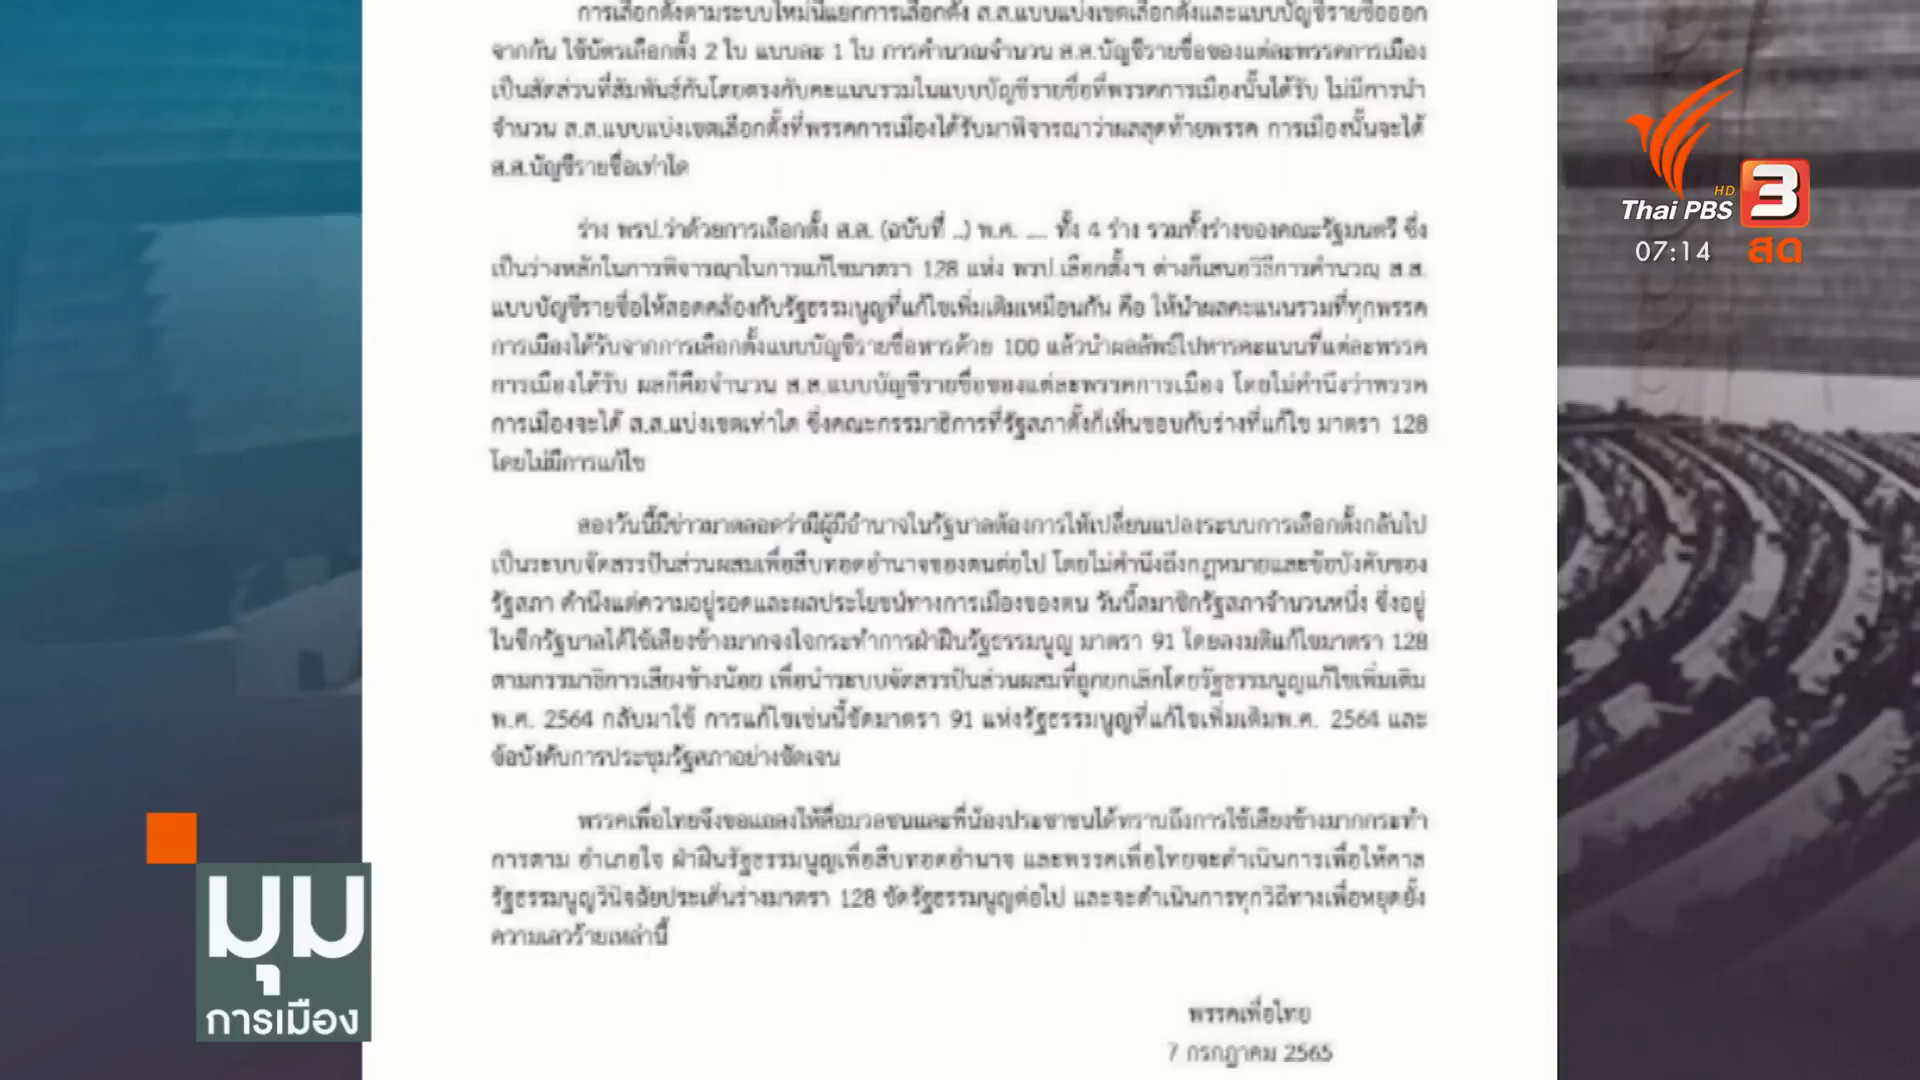 การเลือกตั้งตามระบบใหม่นี้แยกการเลือกตั้ง ส.ส.แบบแบ่งเขตเลือกตั้งและแบบบัญชีรายชื่อออก
จากกัน ใช้บัตรเลือกตั้ง 2 ใบ แบบละ 1 ใบ การคำนวณจำนวน ส.ส.บัญชีรายชื่อของแต่ละพรรคการเมือง
เป็นสัดส่วนที่สัมพันธ์กันโดยตรงกับคะแนนรวมในแบบบัญชีรายชื่อที่พรรคการเมืองนั้นได้รับ ไม่มีการนำ
จำนวน ส.ส.แบบแบ่งเขตเลือกตั้งที่พรรคการเมืองได้รับมาพิจารณาว่าผลสุดท้ายพรรค การเมืองนั้นจะได้
ส.ส.บัญชีรายชื่อเท่าใด
ร่าง พรป.ว่าด้วยการเลือกตั้ง ส.ส. (ฉบับที่ ..) พ.ศ. .... ทั้ง 4 ร่าง รวมทั้งร่างของคณะรัฐมนตรี ซึ่ง
เป็นร่างหลักในการพิจารณาในการแก้ไขมาตรา 128 แห่ง พรป.เลือกตั้งฯ ต่างก็เสนอวิธีการคำนวณ ส.ส.
แบบบัญชีรายชื่อให้สอดคล้องกับรัฐธรรมนูญที่แก้ไขเพิ่มเติมเหมือนกัน คือ ให้นำผลคะแนนรวมที่ทุกพรรค
การเมืองได้รับจากการเลือกตั้งแบบบัญชีรายชื่อหารด้วย 100 แล้วนำผลลัพธ์ไปหารคะแนนที่แต่ละพรรค
การเมืองได้รับ ผลก็คือจำนวน ส.ส.แบบบัญชีรายชื่อของแต่ละพรรคการเมือง โดยไม่คำนึงว่าพรรค
การเมืองจะได้ ส.ส.แบ่งเขตเท่าใด ซึ่งคณะกรรมาธิการที่รัฐสภาตั้งก็เห็นชอบกับร่างที่แก้ไข มาตรา 128
โดยไม่มีการแก้ไข
สองวันนี้มีข่าวมาตลอดว่ามีผู้มีอำนาจในรัฐบาลต้องการให้เปลี่ยนแปลงระบบการเลือกตั้งกลับไป
เป็นระบบจัดสรรปันส่วนผสมเพื่อสืบทอดอำนาจของตนต่อไป โดยไม่คำนึงถึงกฎหมายและข้อบังคับของ
รัฐสภา คำนึงแต่ความอยู่รอดและผลประโยชน์ทางการเมืองของตน วันนี้สมาชิกรัฐสภาจำนวนหนึ่ง ซึ่งอยู่
ในซีกรัฐบาลได้ใช้เสียงข้างมากจงใจกระทำการฝ่าฝืนรัฐธรรมนูญ มาตรา 91 โดยลงมติแก้ไขมาตรา 128
ตามกรรมาธิการเสียงข้างน้อย เพื่อนำระบบจัดสรรปันส่วนผสมที่ถูกยกเลิกโดยรัฐธรรมนูญแก้ไขเพิ่มเติม
พ.ศ. 2564 กลับมาใช้ การแก้ไขเช่นนี้ขัดมาตรา 91 แห่งรัฐธรรมนูญที่แก้ไขเพิ่มเติมพ.ศ. 2564 และ
ข้อบังคับการประชุมรัฐสภาอย่างชัดเจน
พรรคเพื่อไทยจึงขอแถลงให้สื่อมวลชนและพี่น้องประชาชนได้ทราบถึงการใช้เสียงข้างมากกระทำ
การตาม อำเภอใจ ฝ่าฝืนรัฐธรรมนูญเพื่อสืบทอดอำนาจ และพรรคเพื่อไทยจะดำเนินการเพื่อให้ศาล
รัฐธรรมนูญวินิจฉัยประเด็นร่างมาตรา 128 ขัดรัฐธรรมนูญต่อไป และจะดำเนินการทุกวิถีทางเพื่อหยุดยั้ง
ความเลวร้ายเหล่านี้
พรรคเพื่อไทย
7 กรกฎาคม 2565
HD
Thai PBS 3
07:14 สด
มุม
การเมือง